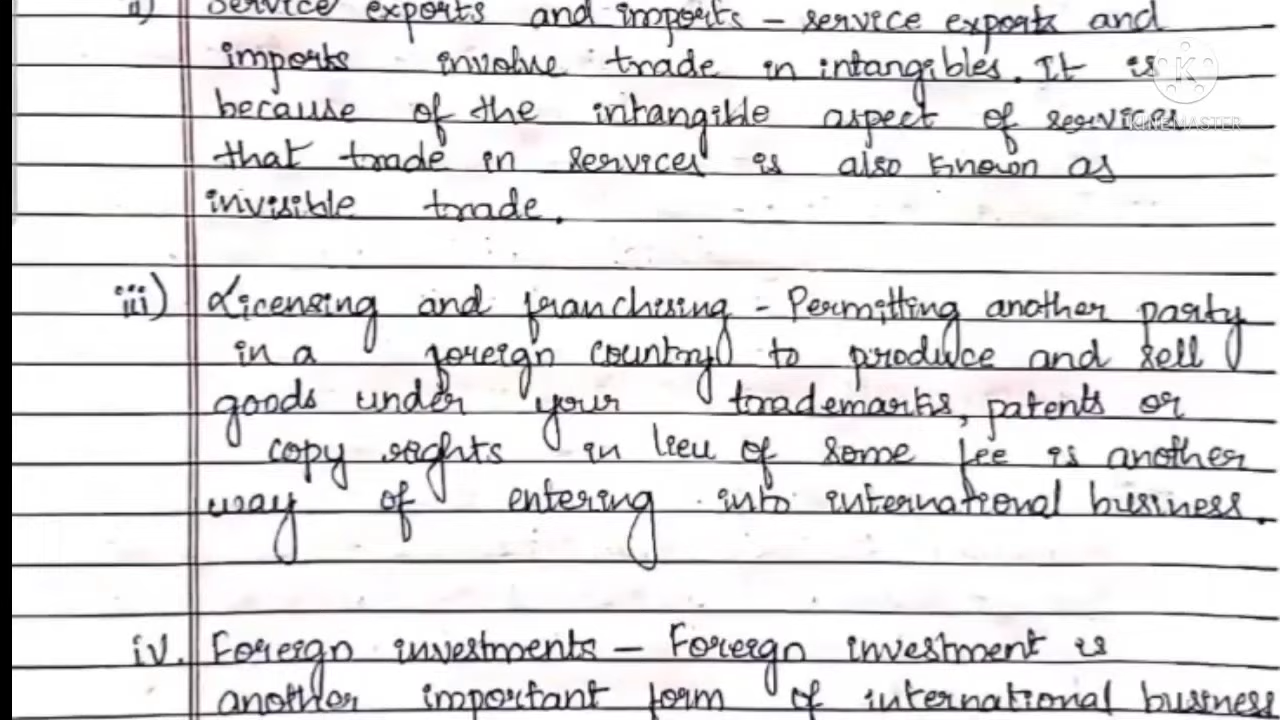 ii) Service exports and imports – service exports and
imports involve trade in intangibles. It is
because of the intangible aspect of services
that trade in services is also known as
invisible trade.
iii) Licensing and franchising - Permitting another party
in a foreign country to produce and sell
goods under your trademarks, patents or
copy rights in lieu of some fee is another
way of entering into international business.
iv. Foreign investments – Foreign investment is
another important form of international business
K
KINEMASTER